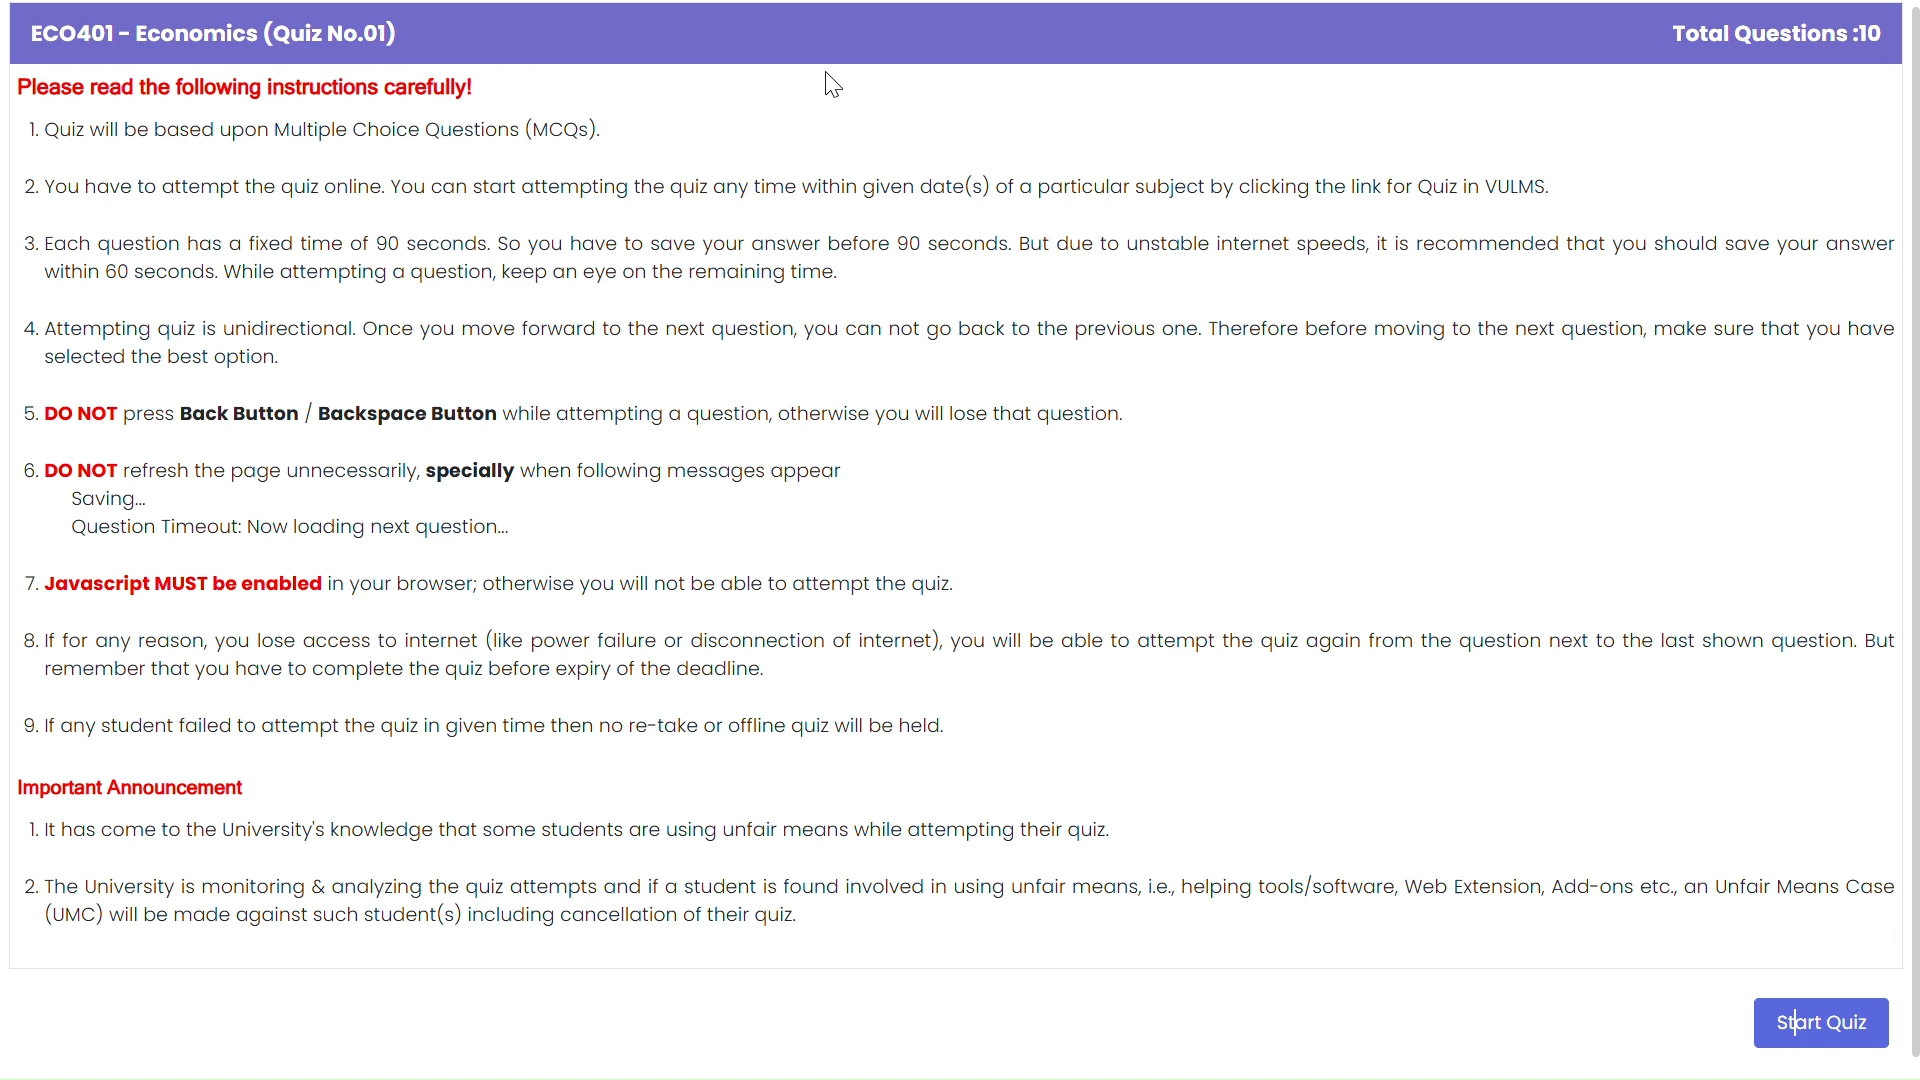 ECO401 - Economics (Quiz No.01)
Total Questions :10
Please read the following instructions carefully!
1. Quiz will be based upon Multiple Choice Questions (MCQs).
2. You have to attempt the quiz online. You can start attempting the quiz any time within given date(s) of a particular subject by clicking the link for Quiz in VULMS.
3. Each question has a fixed time of 90 seconds. So you have to save your answer before 90 seconds. But due to unstable internet speeds, it is recommended that you should save your answer
within 60 seconds. While attempting a question, keep an eye on the remaining time.
4. Attempting quiz is unidirectional. Once you move forward to the next question, you can not go back to the previous one. Therefore before moving to the next question, make sure that you have
selected the best option.
5. DO NOT press Back Button / Backspace Button while attempting a question, otherwise you will lose that question.
6. DO NOT refresh the page unnecessarily, specially when following messages appear
Saving...
Question Timeout: Now loading next question...
7. Javascript MUST be enabled in your browser; otherwise you will not be able to attempt the quiz.
8. If for any reason, you lose access to internet (like power failure or disconnection of internet), you will be able to attempt the quiz again from the question next to the last shown question. But
remember that you have to complete the quiz before expiry of the deadline.
9. If any student failed to attempt the quiz in given time then no re-take or offline quiz will be held.
Important Announcement
1. It has come to the University's knowledge that some students are using unfair means while attempting their quiz.
2. The University is monitoring & analyzing the quiz attempts and if a student is found involved in using unfair means, i.e., helping tools/software, Web Extension, Add-ons etc., an Unfair Means Case
(UMC) will be made against such student(s) including cancellation of their quiz.
Start Quiz